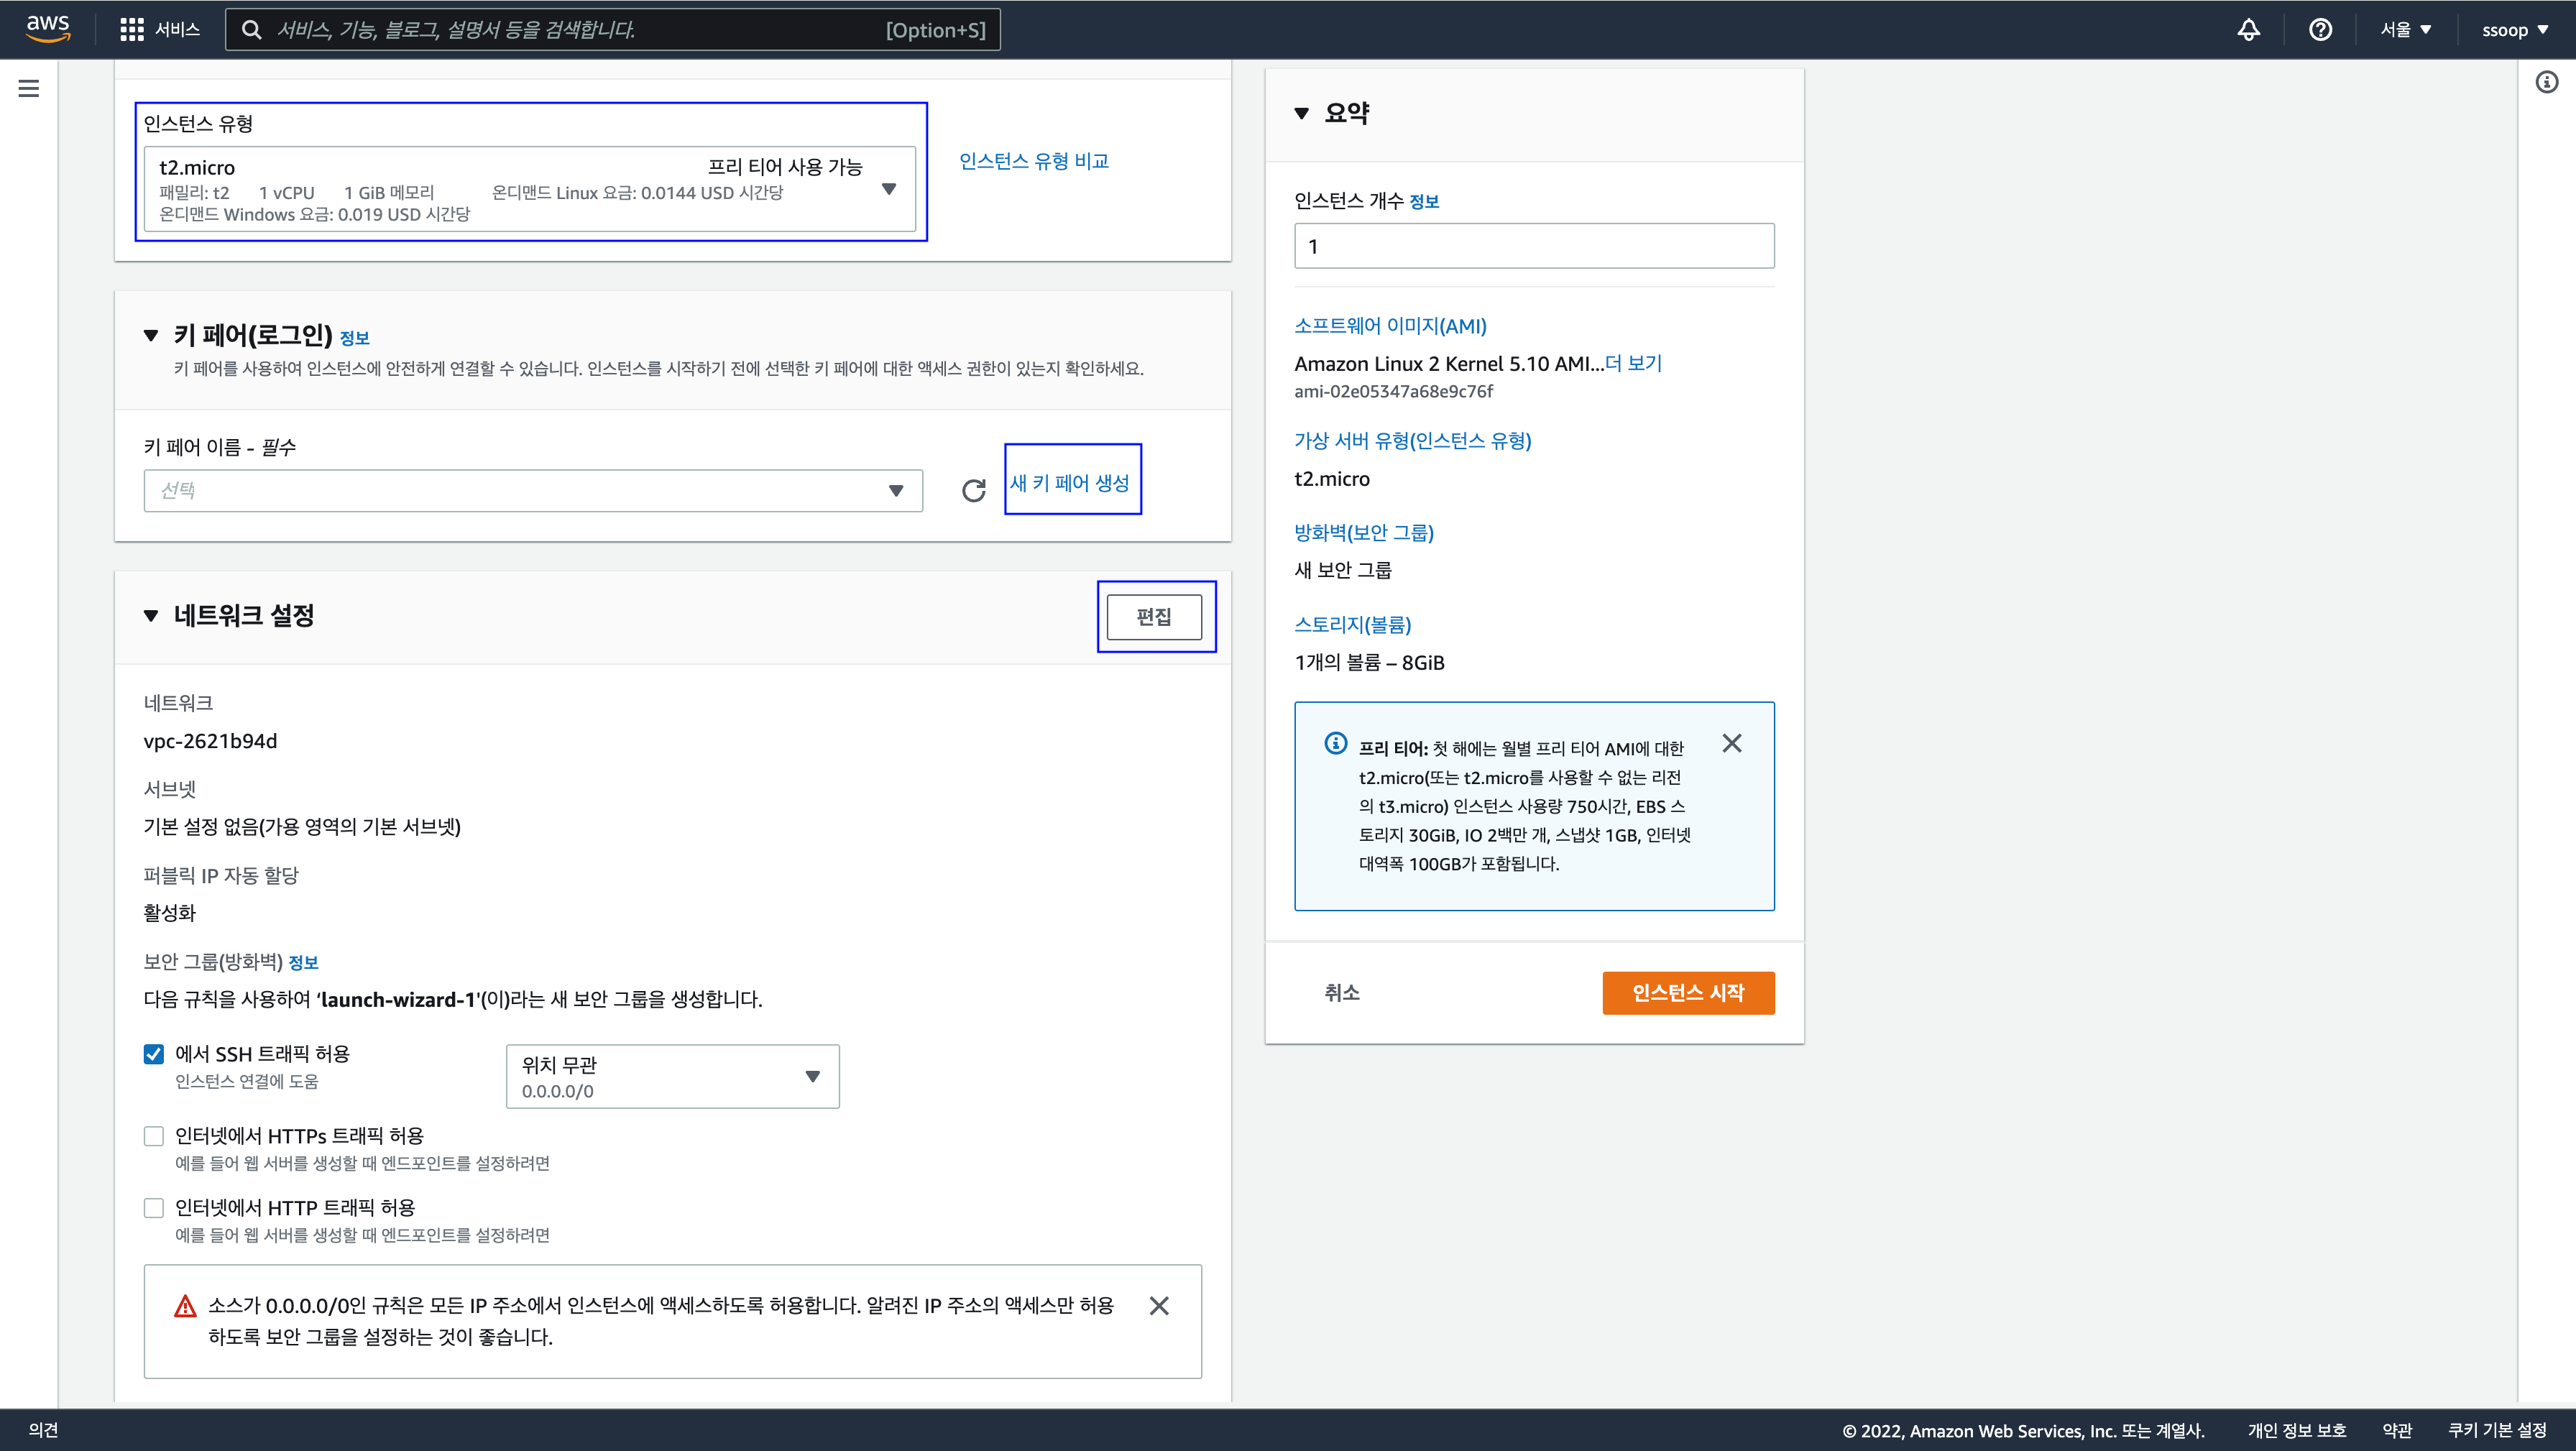 aws
서비스
서비스, 기능, 블로그, 설명서 등을 검색합니다.
[Option+S]
서울 ▼
ssoop ▼
인스턴스 유형
t2.micro
프리 티어 사용 가능
패밀리: t2 1 vCPU 1 GiB 메모리 온디맨드 Linux 요금: 0.0144 USD 시간당
온디맨드 Windows 요금: 0.019 USD 시간당
인스턴스 유형 비교
키 페어(로그인) 정보
키 페어를 사용하여 인스턴스에 안전하게 연결할 수 있습니다. 인스턴스를 시작하기 전에 선택한 키 페어에 대한 액세스 권한이 있는지 확인하세요.
키 페어 이름 - 필수
선택
새 키 페어 생성
네트워크 설정
편집
네트워크
vpc-2621b94d
서브넷
기본 설정 없음(가용 영역의 기본 서브넷)
퍼블릭 IP 자동 할당
활성화
보안 그룹(방화벽) 정보
다음 규칙을 사용하여 ‘launch-wizard-1'(이)라는 새 보안 그룹을 생성합니다.
에서 SSH 트래픽 허용
인스턴스 연결에 도움
위치 무관
0.0.0.0/0
인터넷에서 HTTPs 트래픽 허용
예를 들어 웹 서버를 생성할 때 엔드포인트를 설정하려면
인터넷에서 HTTP 트래픽 허용
예를 들어 웹 서버를 생성할 때 엔드포인트를 설정하려면
소스가 0.0.0.0/0인 규칙은 모든 IP 주소에서 인스턴스에 액세스하도록 허용합니다. 알려진 IP 주소의 액세스만 허용
하도록 보안 그룹을 설정하는 것이 좋습니다.
요약
인스턴스 개수 정보
1
소프트웨어 이미지(AMI)
Amazon Linux 2 Kernel 5.10 AMI...더 보기
ami-02e05347a68e9c76f
가상 서버 유형(인스턴스 유형)
t2.micro
방화벽(보안 그룹)
새 보안 그룹
스토리지(볼륨)
1개의 볼륨 – 8GiB
프리 티어: 첫 해에는 월별 프리 티어 AMI에 대한
t2.micro(또는 t2.micro를 사용할 수 없는 리전
의 t3.micro) 인스턴스 사용량 750시간, EBS 스
토리지 30GiB, IO 2백만 개, 스냅샷 1GB, 인터넷
대역폭 100GB가 포함됩니다.
취소
인스턴스 시작
의견
© 2022, Amazon Web Services, Inc. 또는 계열사.
개인 정보 보호
약관
쿠키 기본 설정